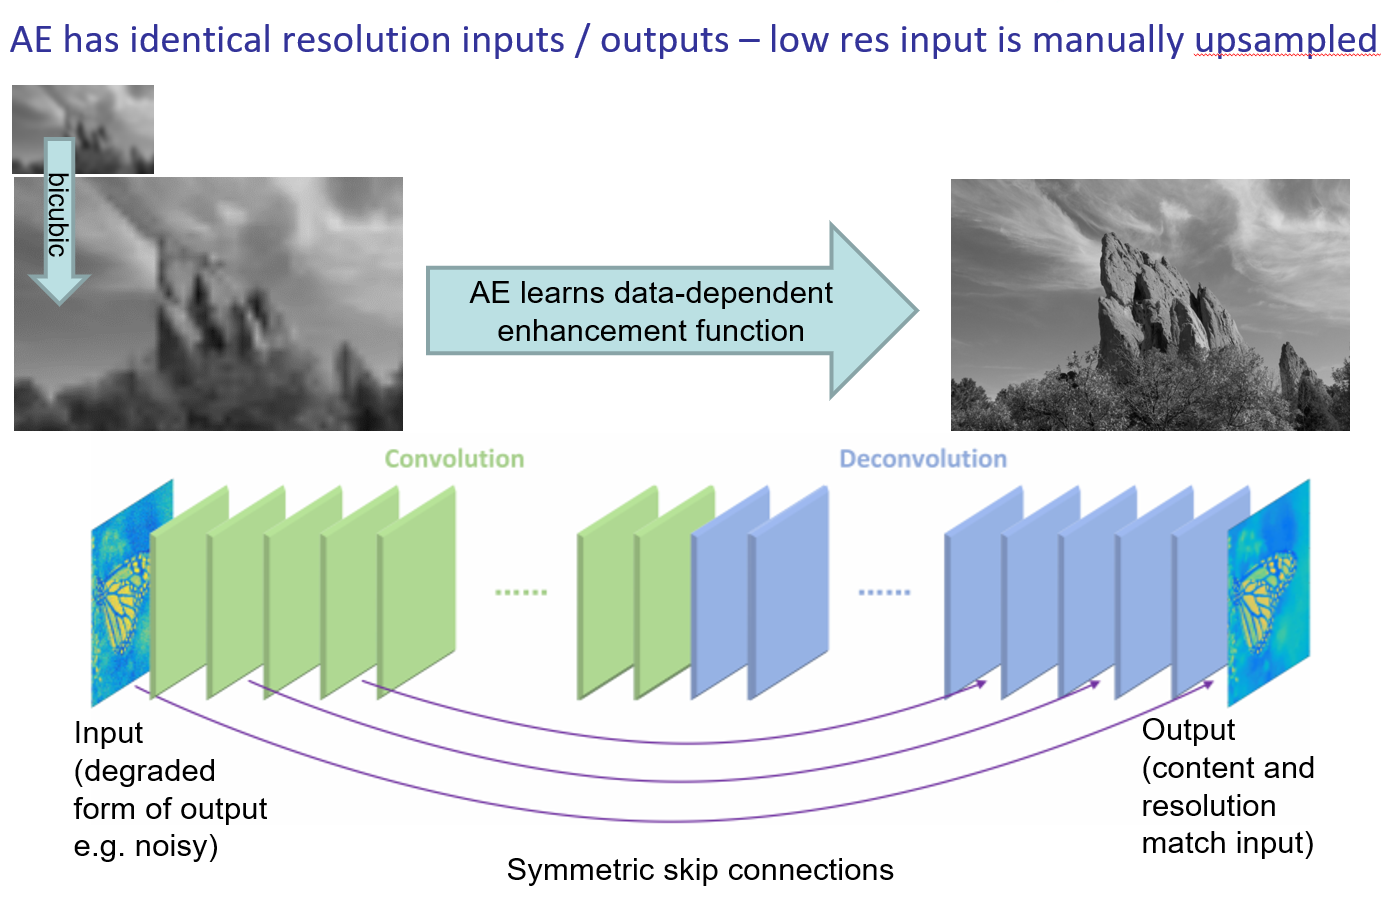 AE has identical resolution inputs / outputs – low res input is manually upsampled
bicubic
AE learns data-dependent
enhancement function
Convolution
Deconvolution
......
......
Input
(degraded
form of output
e.g. noisy)
Output
(content and
resolution
match input)
Symmetric skip connections